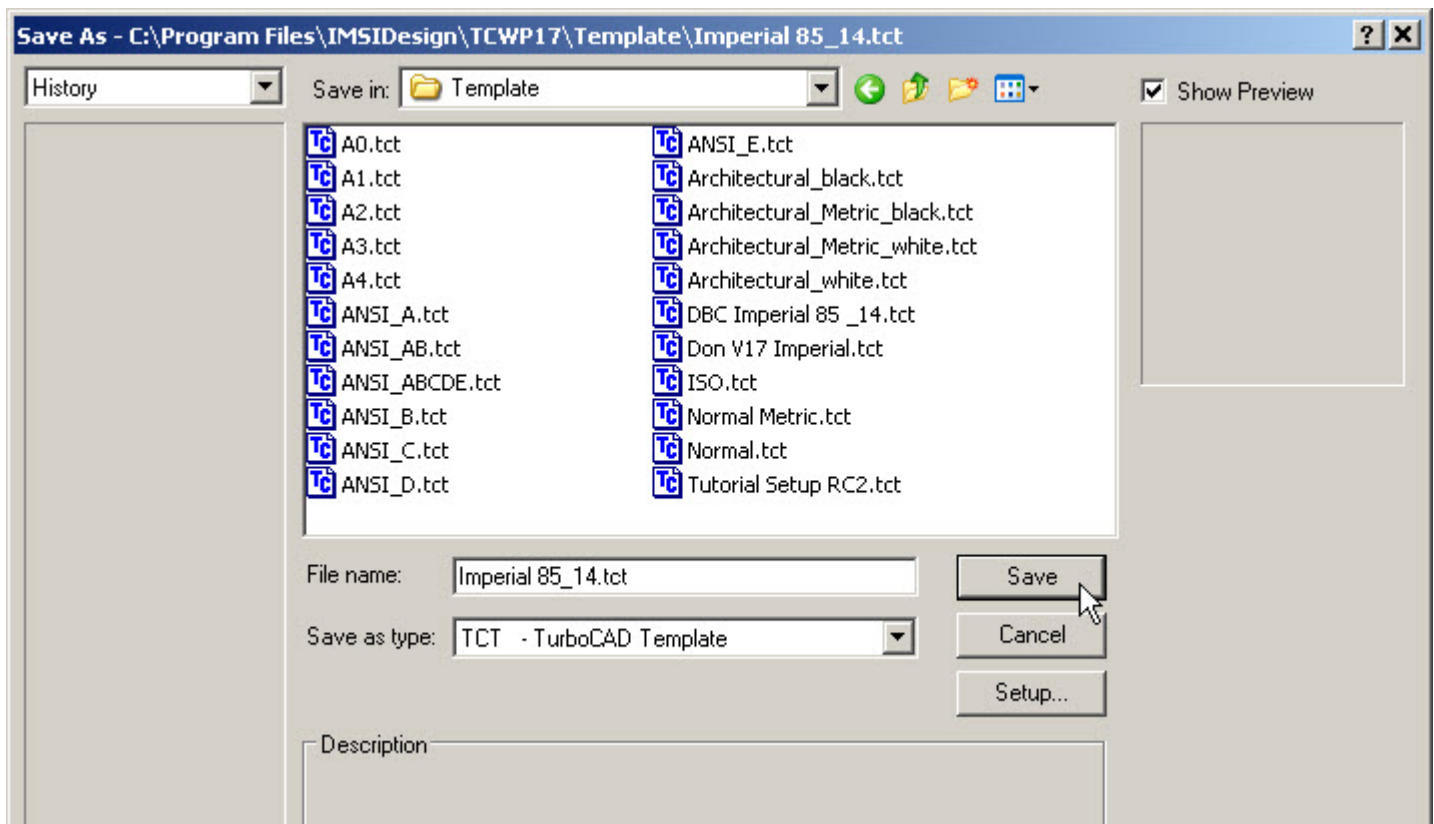 Save As - C:\Program Files\IMSIDesign\TCWP17\Template\Imperial 85_14.tct
History
Save in: Template
Show Preview
A0.tct
A1.tct
A2.tct
A3.tct
A4.tct
ANSI_A.tct
ANSI_AB.tct
ANSI_ABCDE.tct
ANSI_B.tct
ANSI_C.tct
ANSI_D.tct
ANSI_E.tct
Architectural_black.tct
Architectural_Metric_black.tct
Architectural_Metric_white.tct
Architectural_white.tct
DBC Imperial 85 _14.tct
Don V17 Imperial.tct
ISO.tct
Normal Metric.tct
Normal.tct
Tutorial Setup RC2.tct
File name: Imperial 85_14.tct
Save
Save as type: TCT - TurboCAD Template
Cancel
Setup...
Description